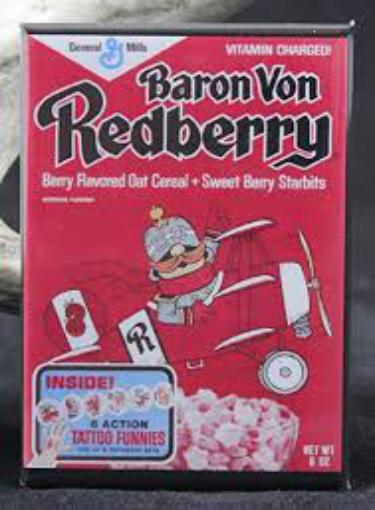 General G Mills
VITAMIN CHARGED!
Baron Von
Redberry
Berry Flavored Oat Cereal + Sweet Berry Starbits
R
INSIDE!
6 ACTION
TATTOO FUNNIES
NET WT
6 OZ